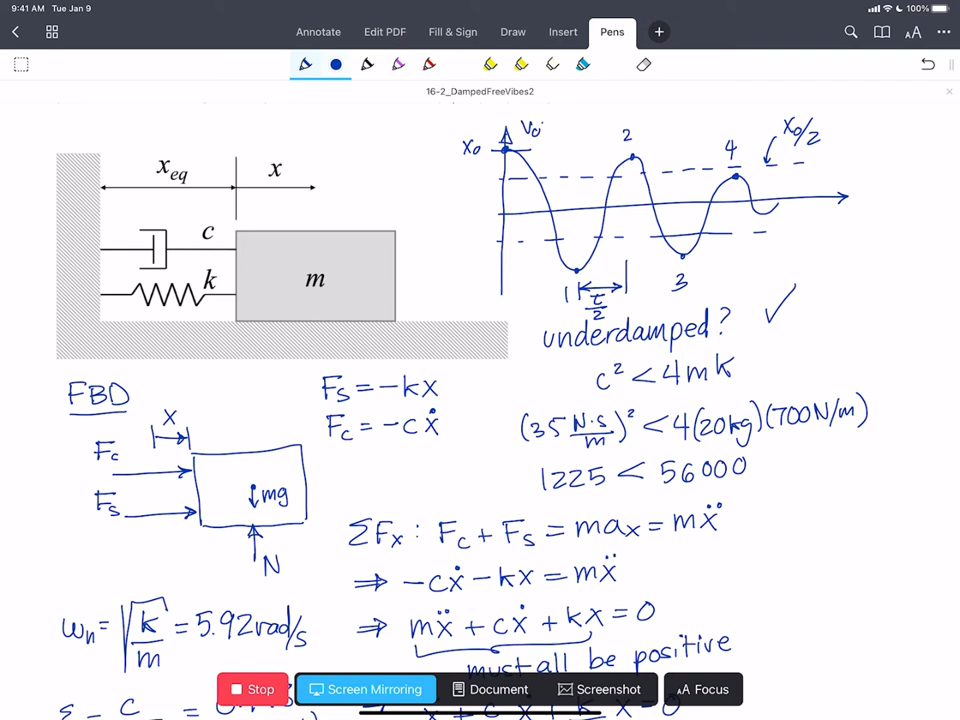 9:41 AM Tue Jan 9
100%
Annotate Edit PDF Fill & Sign Draw Insert Pens +
AA
16-2_DampedFreeVibes2
x_eq x
c
k
m
x₀ v₀ 2 4 x₀/2
1 τ/2 3
underdamped? ✓
c² < 4mk
(35 N·s/m)² < 4(20kg)(700N/m)
1225 < 56000
FBD
x
F_c
F_s
↓mg
N
F_s = -kx
F_c = -cẋ
ΣF_x : F_c + F_s = ma_x = mẍ
⇒ -cẋ - kx = mẍ
⇒ mẍ + cẋ + kx = 0
must all be positive
ω_n = √(k/m) = 5.92 rad/s
Stop Screen Mirroring Document Screenshot AA Focus